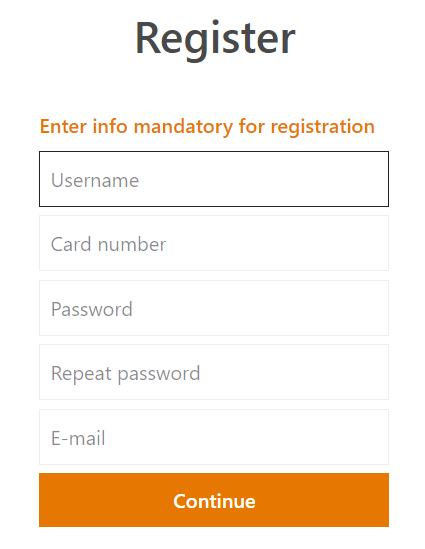 Register
Enter info mandatory for registration
Username
Card number
Password
Repeat password
E-mail
Continue